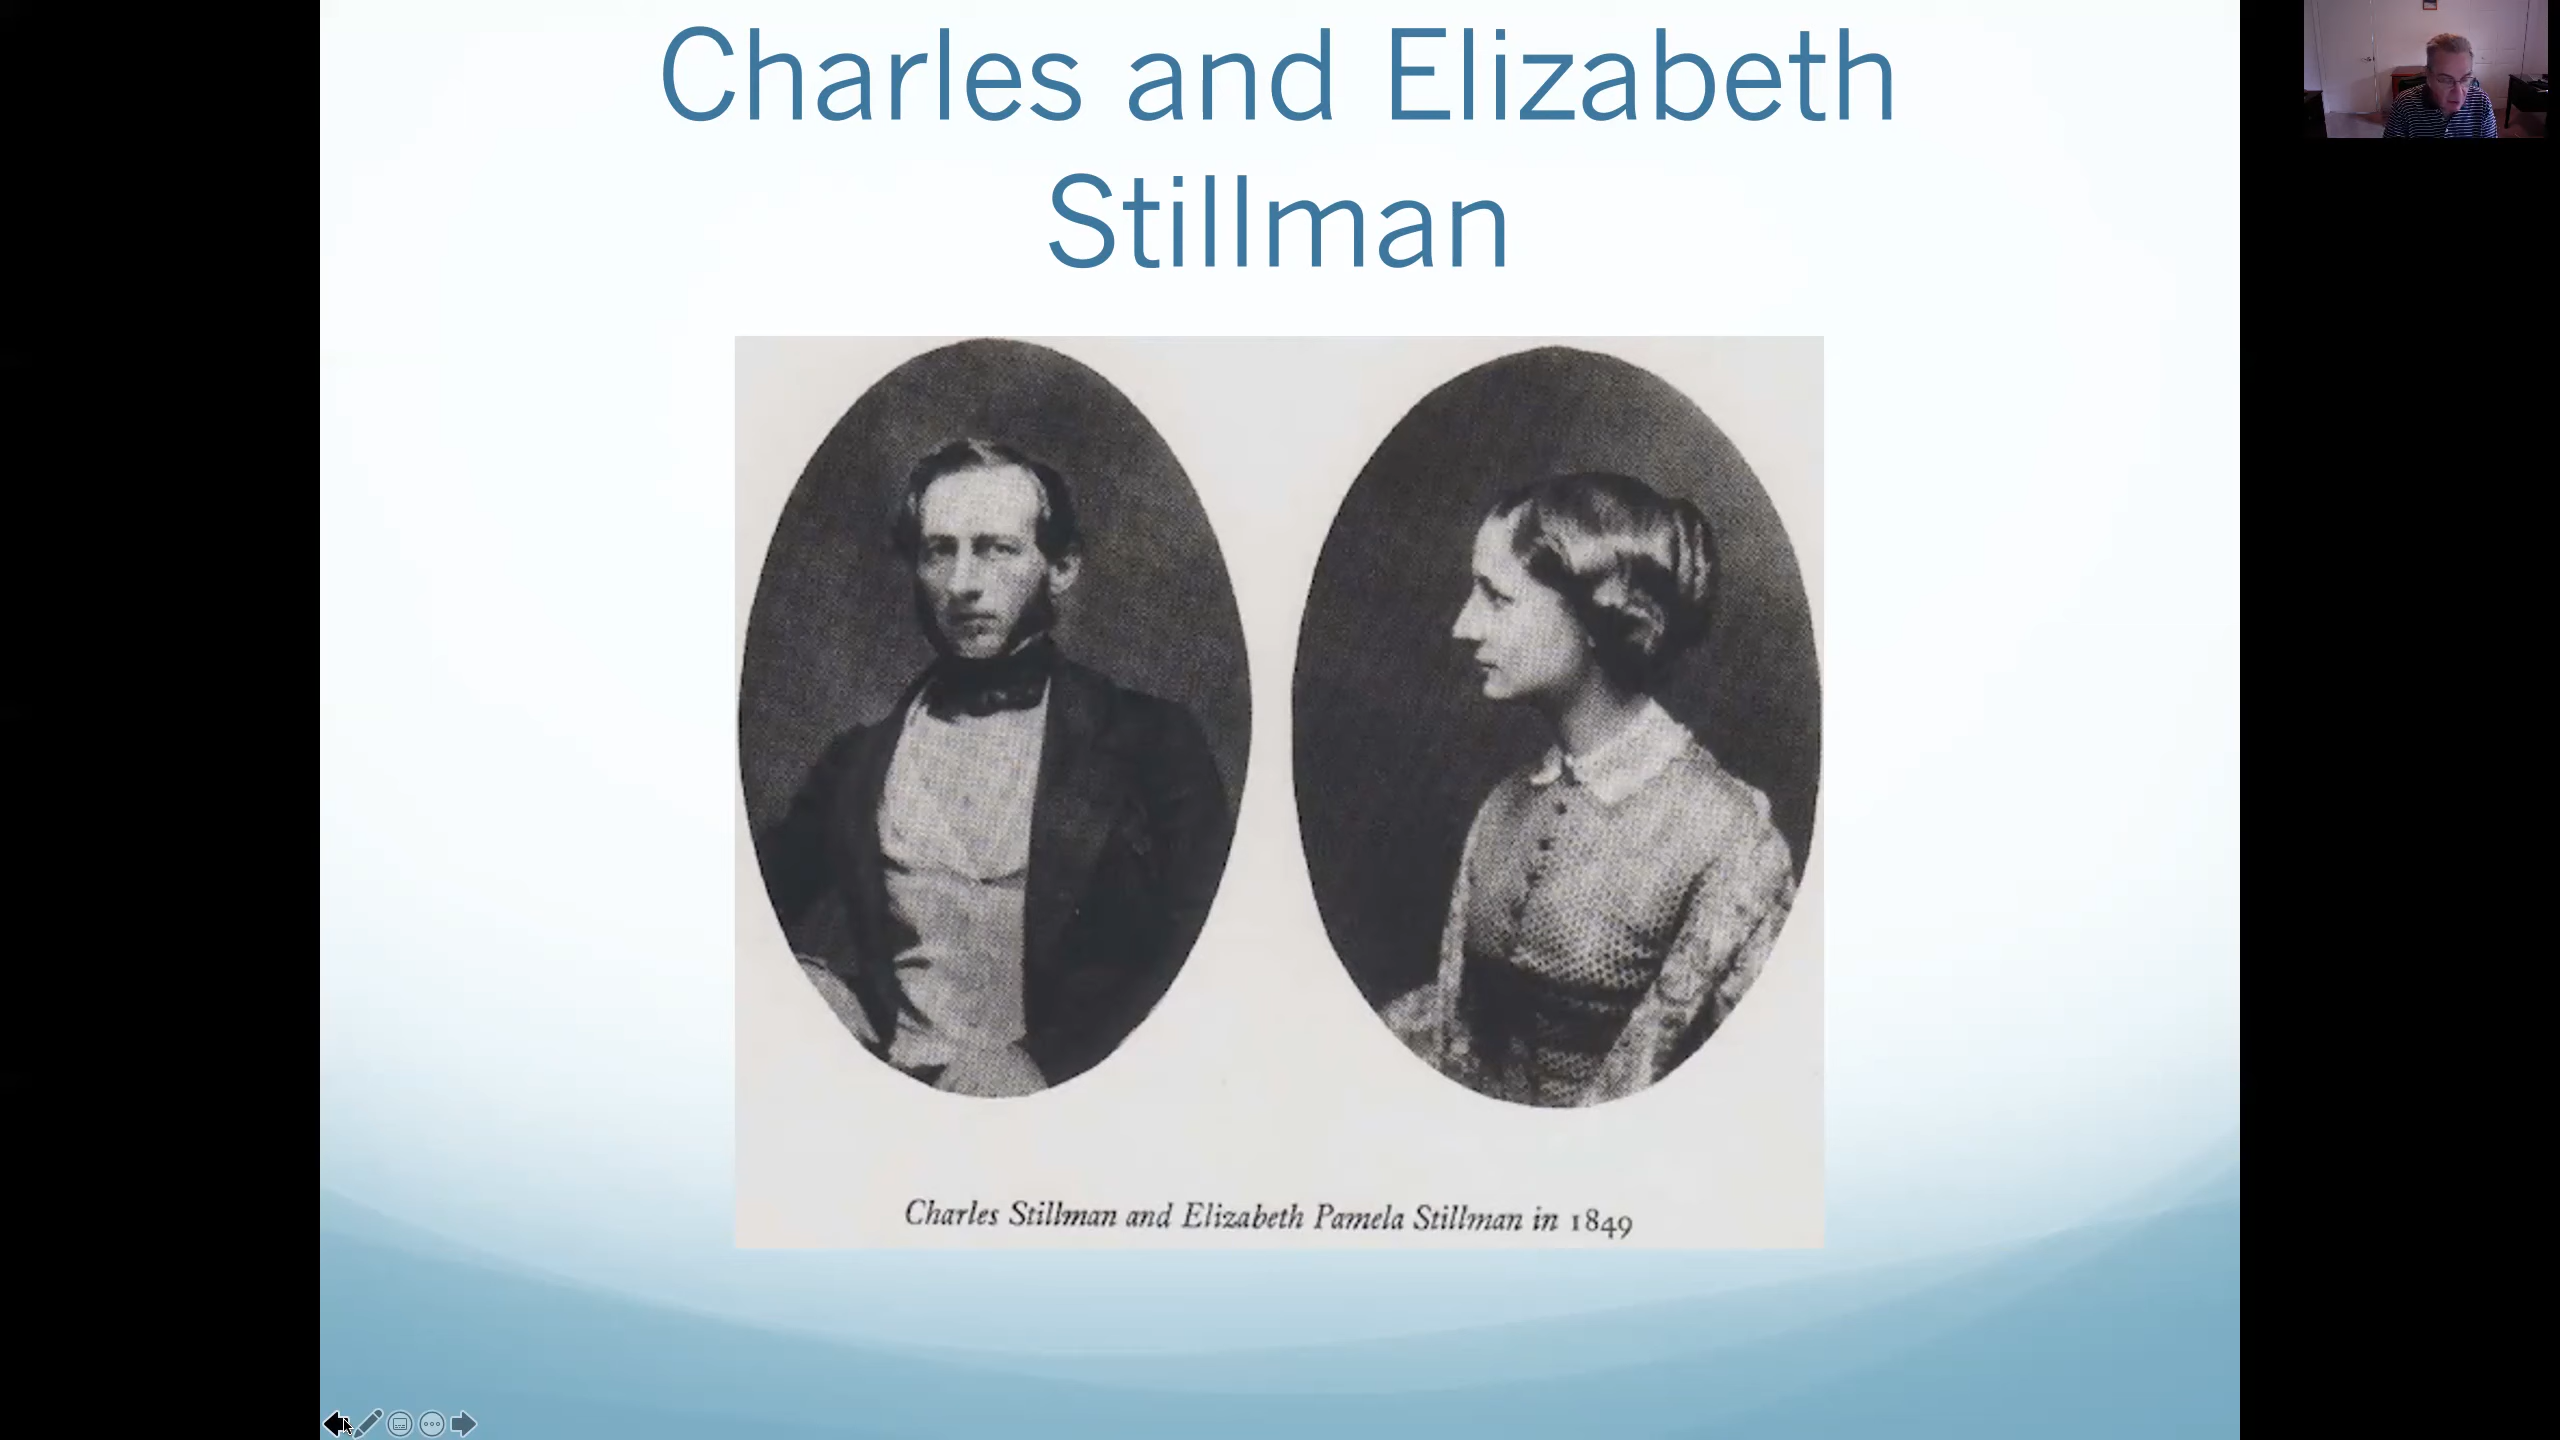 Charles and Elizabeth
Stillman
Charles Stillman and Elizabeth Pamela Stillman in 1849